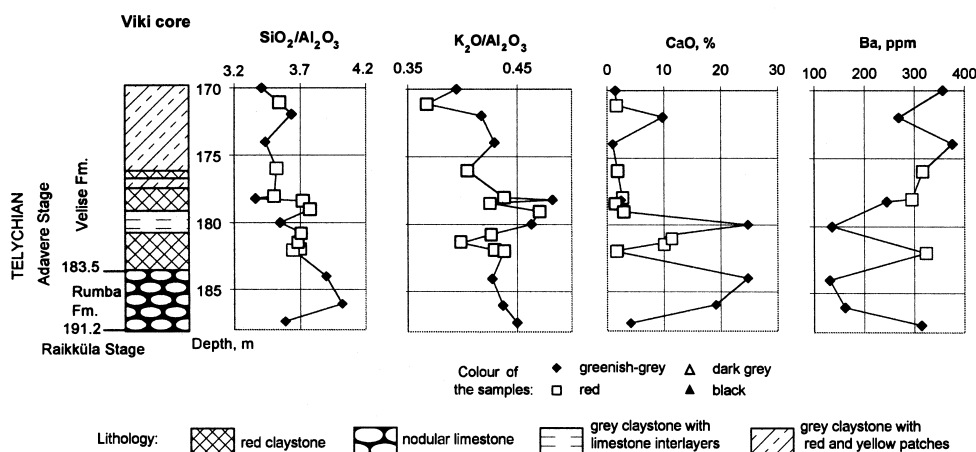 Viki core
SiO2/Al2O3
K2O/Al2O3
CaO, %
Ba, ppm
3.2 3.7 4.2
0.35 0.45
0 10 20 30
100 200 300 400
170
175
180
185
TELYCHIAN
Adavere Stage
Velise Fm.
183.5
Rumba
Fm.
191.2
Raikküla Stage
Depth, m
Colour of
the samples:
greenish-grey
dark grey
red
black
Lithology:
red claystone
nodular limestone
grey claystone with
limestone interlayers
grey claystone with
red and yellow patches